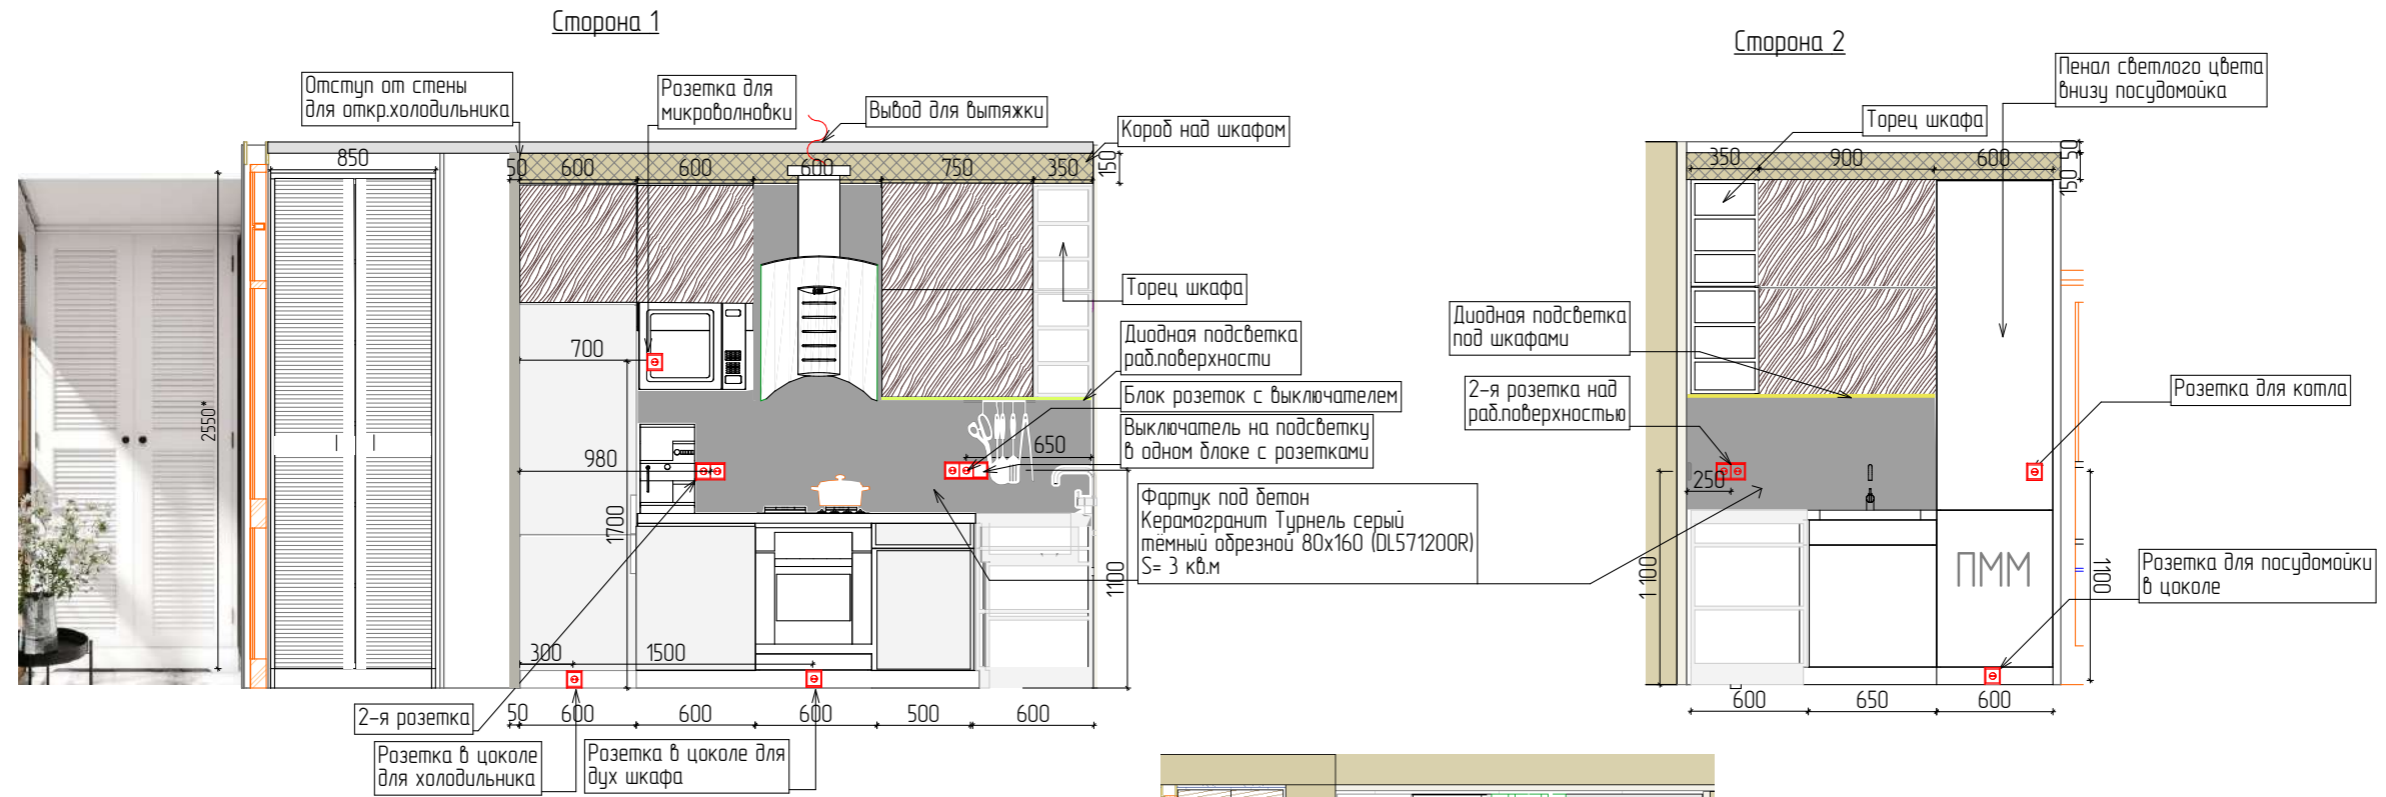 Сторона 1
Отступ от стены
для откр.холодильника
Розетка для
микроволновки
Вывод для вытяжки
Короб над шкафом
850
50
600
600
600
750
350
150
Торец шкафа
Диодная подсветка
раб.поверхности
Блок розеток с выключателем
Выключатель на подсветку
в одном блоке с розетками
Фартук под бетон
Керамогранит Турнель серый
тёмный обрезной 80х160 (DL571200R)
S= 3 кв.м
700
2550*
980
650
1700
1100
300
1500
50
600
600
600
500
600
2-я розетка
Розетка в цоколе
для холодильника
Розетка в цоколе для
дух шкафа
Сторона 2
Пенал светлого цвета
внизу посудомойка
Торец шкафа
350
900
600
50
150
Диодная подсветка
под шкафами
2-я розетка над
раб.поверхностью
Розетка для котла
250
1 100
ПММ
1100
Розетка для посудомойки
в цоколе
600
650
600